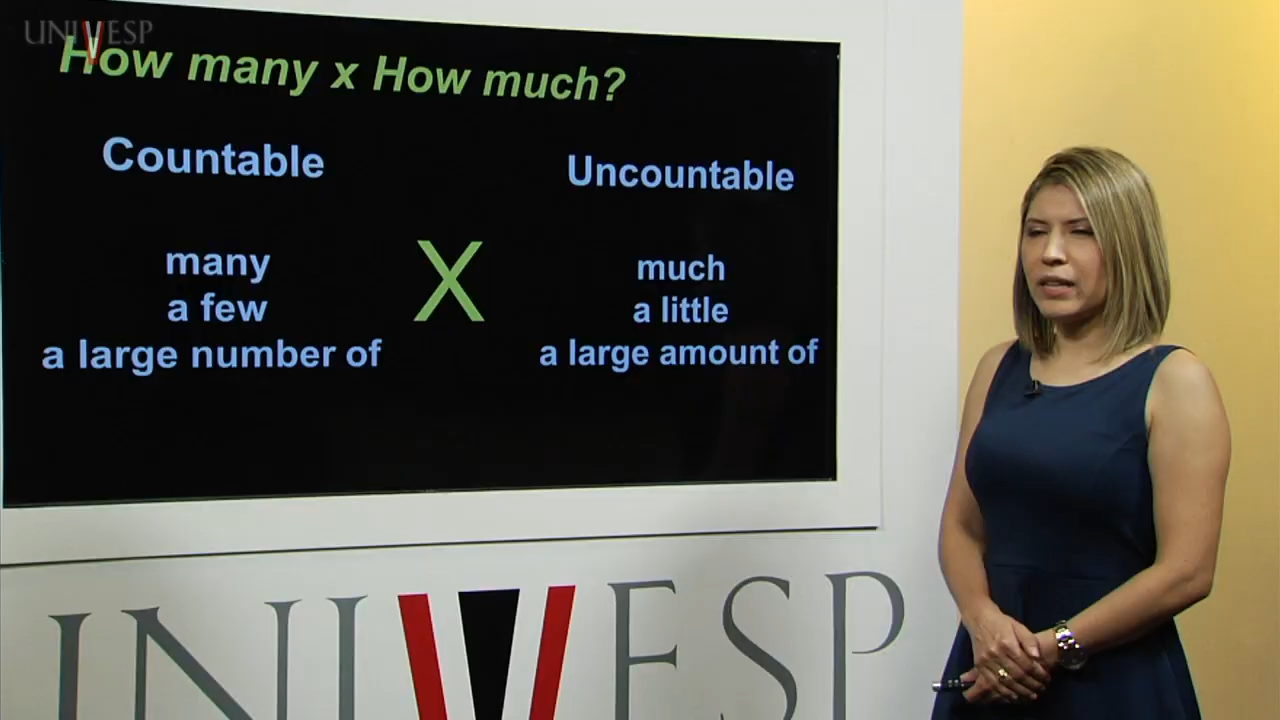 UNIVESP
How many x How much?
Countable
Uncountable
X
many
a few
a large number of
much
a little
a large amount of
UNIVESP